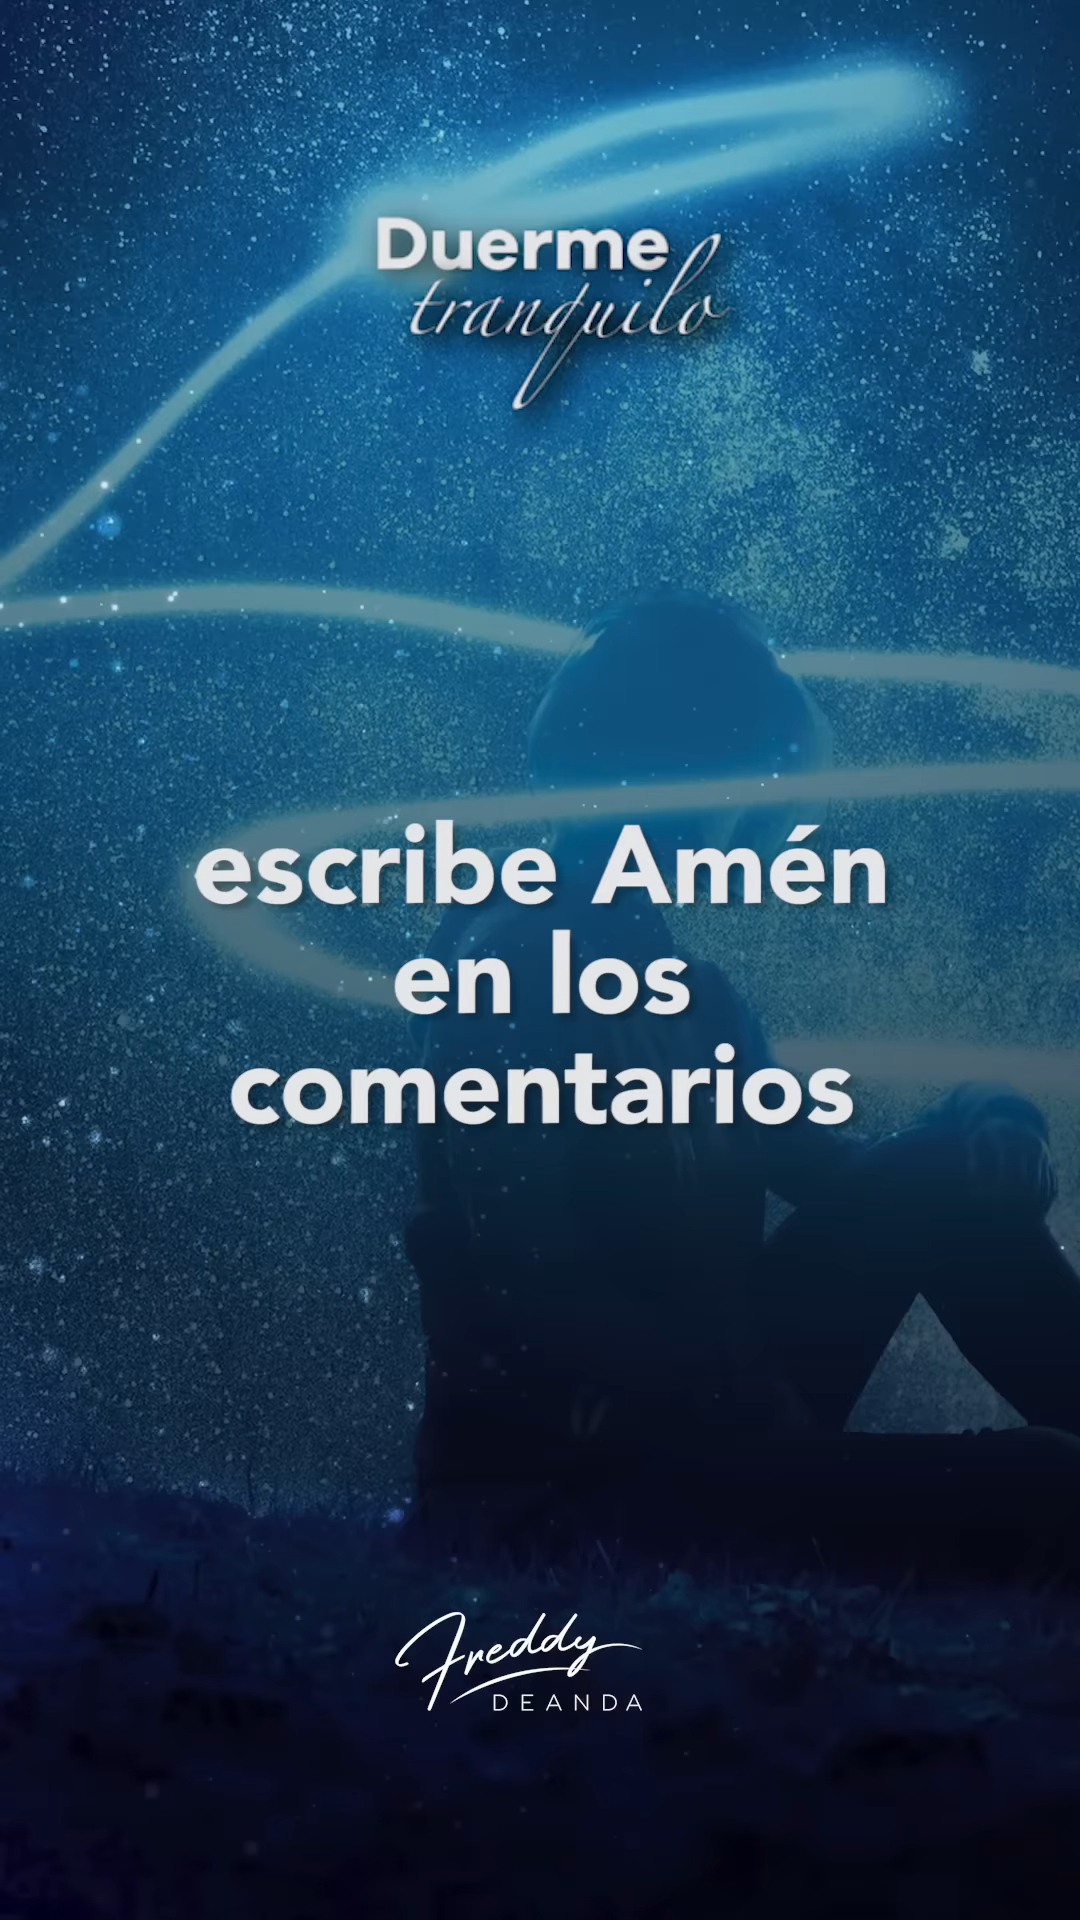 Duerme
tranquilo
escribe Amén
en los
comentarios
Freddy
DEANDA